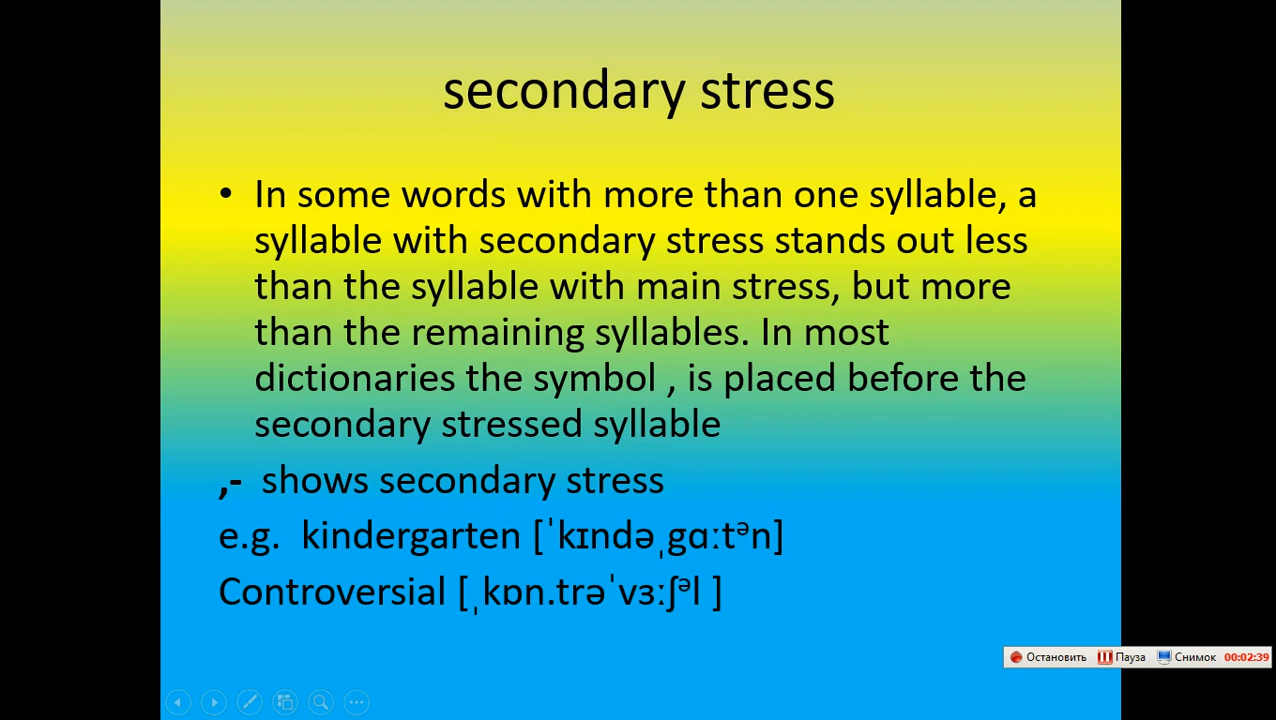 secondary stress
• In some words with more than one syllable, a
syllable with secondary stress stands out less
than the syllable with main stress, but more
than the remaining syllables. In most
dictionaries the symbol , is placed before the
secondary stressed syllable
,- shows secondary stress
e.g. kindergarten [ˈkɪndəˌgɑːtᵊn]
Controversial [ˌkɒn.trəˈvɜːʃᵊl ]
Остановить Пауза Снимок 00:02:39